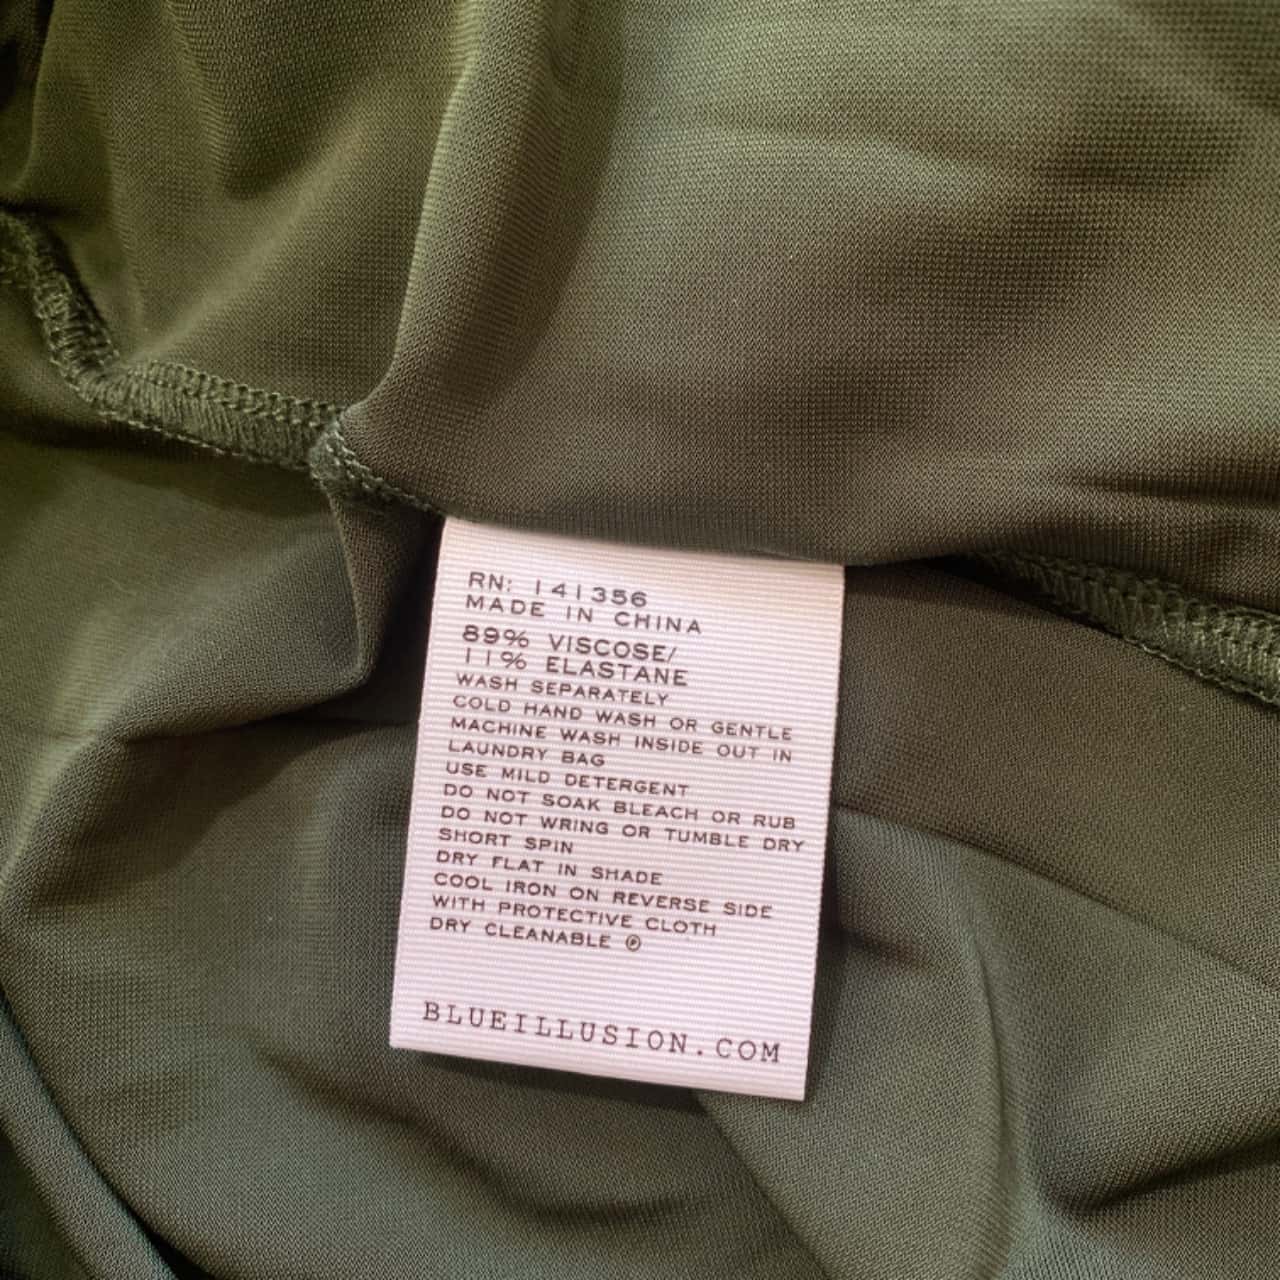 RN: 141356
MADE IN CHINA
89% VISCOSE/
11% ELASTANE
WASH SEPARATELY
COLD HAND WASH OR GENTLE
MACHINE WASH INSIDE OUT IN
LAUNDRY BAG
USE MILD DETERGENT
DO NOT SOAK BLEACH OR RUB
DO NOT WRING OR TUMBLE DRY
SHORT SPIN
DRY FLAT IN SHADE
COOL IRON ON REVERSE SIDE
WITH PROTECTIVE CLOTH
DRY CLEANABLE Ⓟ
BLUEILLUSION.COM